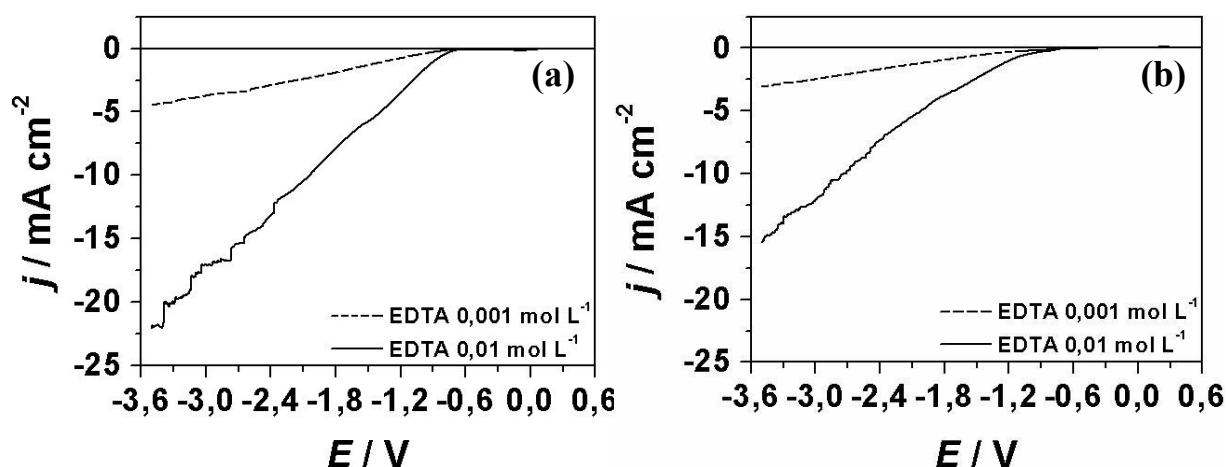 (a)
j / mA cm⁻²
0
-5
-10
-15
-20
-25
EDTA 0,001 mol L⁻¹
EDTA 0,01 mol L⁻¹
-3,6 -3,0 -2,4 -1,8 -1,2 -0,6 0,0 0,6
E / V
(b)
j / mA cm⁻²
0
-5
-10
-15
-20
-25
EDTA 0,001 mol L⁻¹
EDTA 0,01 mol L⁻¹
-3,6 -3,0 -2,4 -1,8 -1,2 -0,6 0,0 0,6
E / V